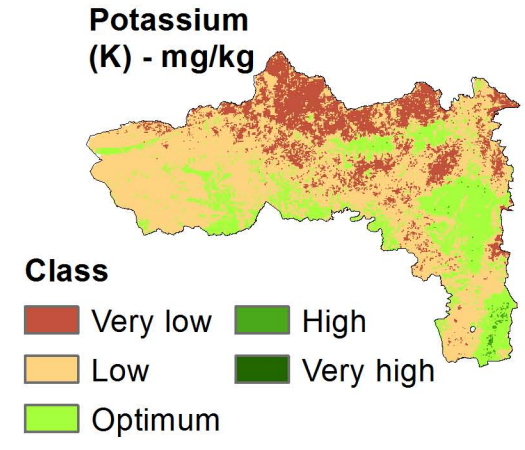 Potassium
(K) - mg/kg
Class
Very low
High
Low
Very high
Optimum